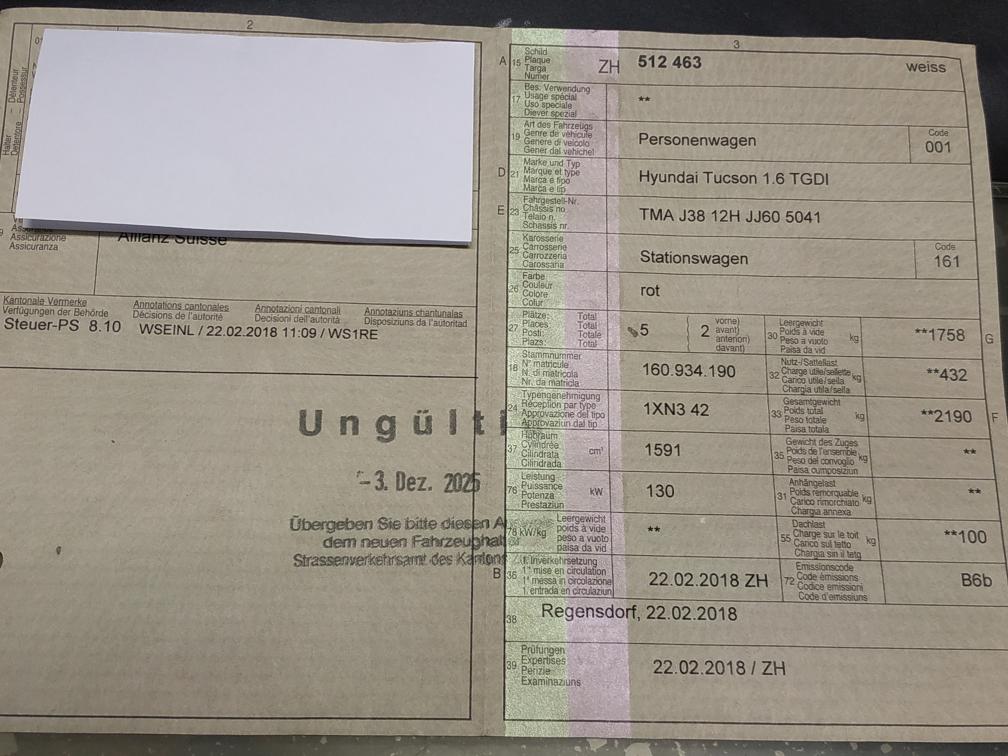 2
Halter
Détenteur
Detentore
Possessur
Assicurazione
Assicuranza
Allianz Suisse
Kantonale Vermerke
Verfügungen der Behörde
Annotations cantonales
Décisions de l'autorité
Annotazioni cantonali
Decisioni dell'autorità
Annotaziuns chantunalas
Disposiziuns da l'autoritad
Steuer-PS 8.10 WSEINL / 22.02.2018 11:09 / WS1RE
Ungülti
-3. Dez. 2025
Übergeben Sie bitte diesen A
dem neuen Fahrzeughal
Strassenverkehrsamt des Kantons
3
A 15
Schild
Plaque
Targa
Numer
ZH 512 463 weiss
17
Bes. Verwendung
Usage spécial
Uso speciale
Diever spezial
**
19
Art des Fahrzeugs
Genre de véhicule
Genere di veicolo
Gener dal vehichel
Personenwagen
Code
001
D 21
Marke und Typ
Marque et type
Marca e tipo
Marca e tip
Hyundai Tucson 1.6 TGDI
E 23
Fahrgestell-Nr.
Châssis no
Telaio n.
Schassis nr.
TMA J38 12H JJ60 5041
25
Karosserie
Carrosserie
Carrozzeria
Carossaria
Stationswagen
Code
161
26
Farbe
Couleur
Colore
Colur
rot
27
Plätze: Total
Places: Total
Posti: Totale
Plazs: Total
5
2
vorne)
avant)
anteriori)
davant)
30
Leergewicht
Poids à vide
Peso a vuoto
Paisa da vid
kg
**1758
G
18
Stammnummer
N° matricule
N. di matricola
Nr. da matricla
160.934.190
32
Nutz-/Sattellast
Charge utile/sellette
Carico utile/sella
Chargia utila/sella
kg
**432
24
Typengenehmigung
Réception par type
Approvazione del tipo
Approvaziun dal tip
1XN3 42
33
Gesamtgewicht
Poids total
Peso totale
Paisa totala
kg
**2190
F
37
Hubraum
Cylindrée
Cilindrata
Cilindrada
cm³
1591
35
Gewicht des Zuges
Poids de l'ensemble
Peso del convoglio
Paisa cumposiziun
kg
**
76
Leistung
Puissance
Potenza
Prestaziun
kW
130
31
Anhängelast
Poids remorquable
Carico rimorchiato
Chargia annexa
kg
**
78 kW/kg
Leergewicht
poids à vide
peso a vuoto
paisa da vid
**
55
Dachlast
Charge sur le toit
Carico sul tetto
Chargia sin il tetg
kg
**100
B 36
1. Inverkehrsetzung
1re mise en circulation
1a messa in circolazione
1. entrada en circulaziun
22.02.2018 ZH
72
Emissionscode
Code émissions
Codice emissioni
Code d'emissiuns
B6b
38
Regensdorf, 22.02.2018
39
Prüfungen
Expertises
Perizie
Examinaziuns
22.02.2018 / ZH